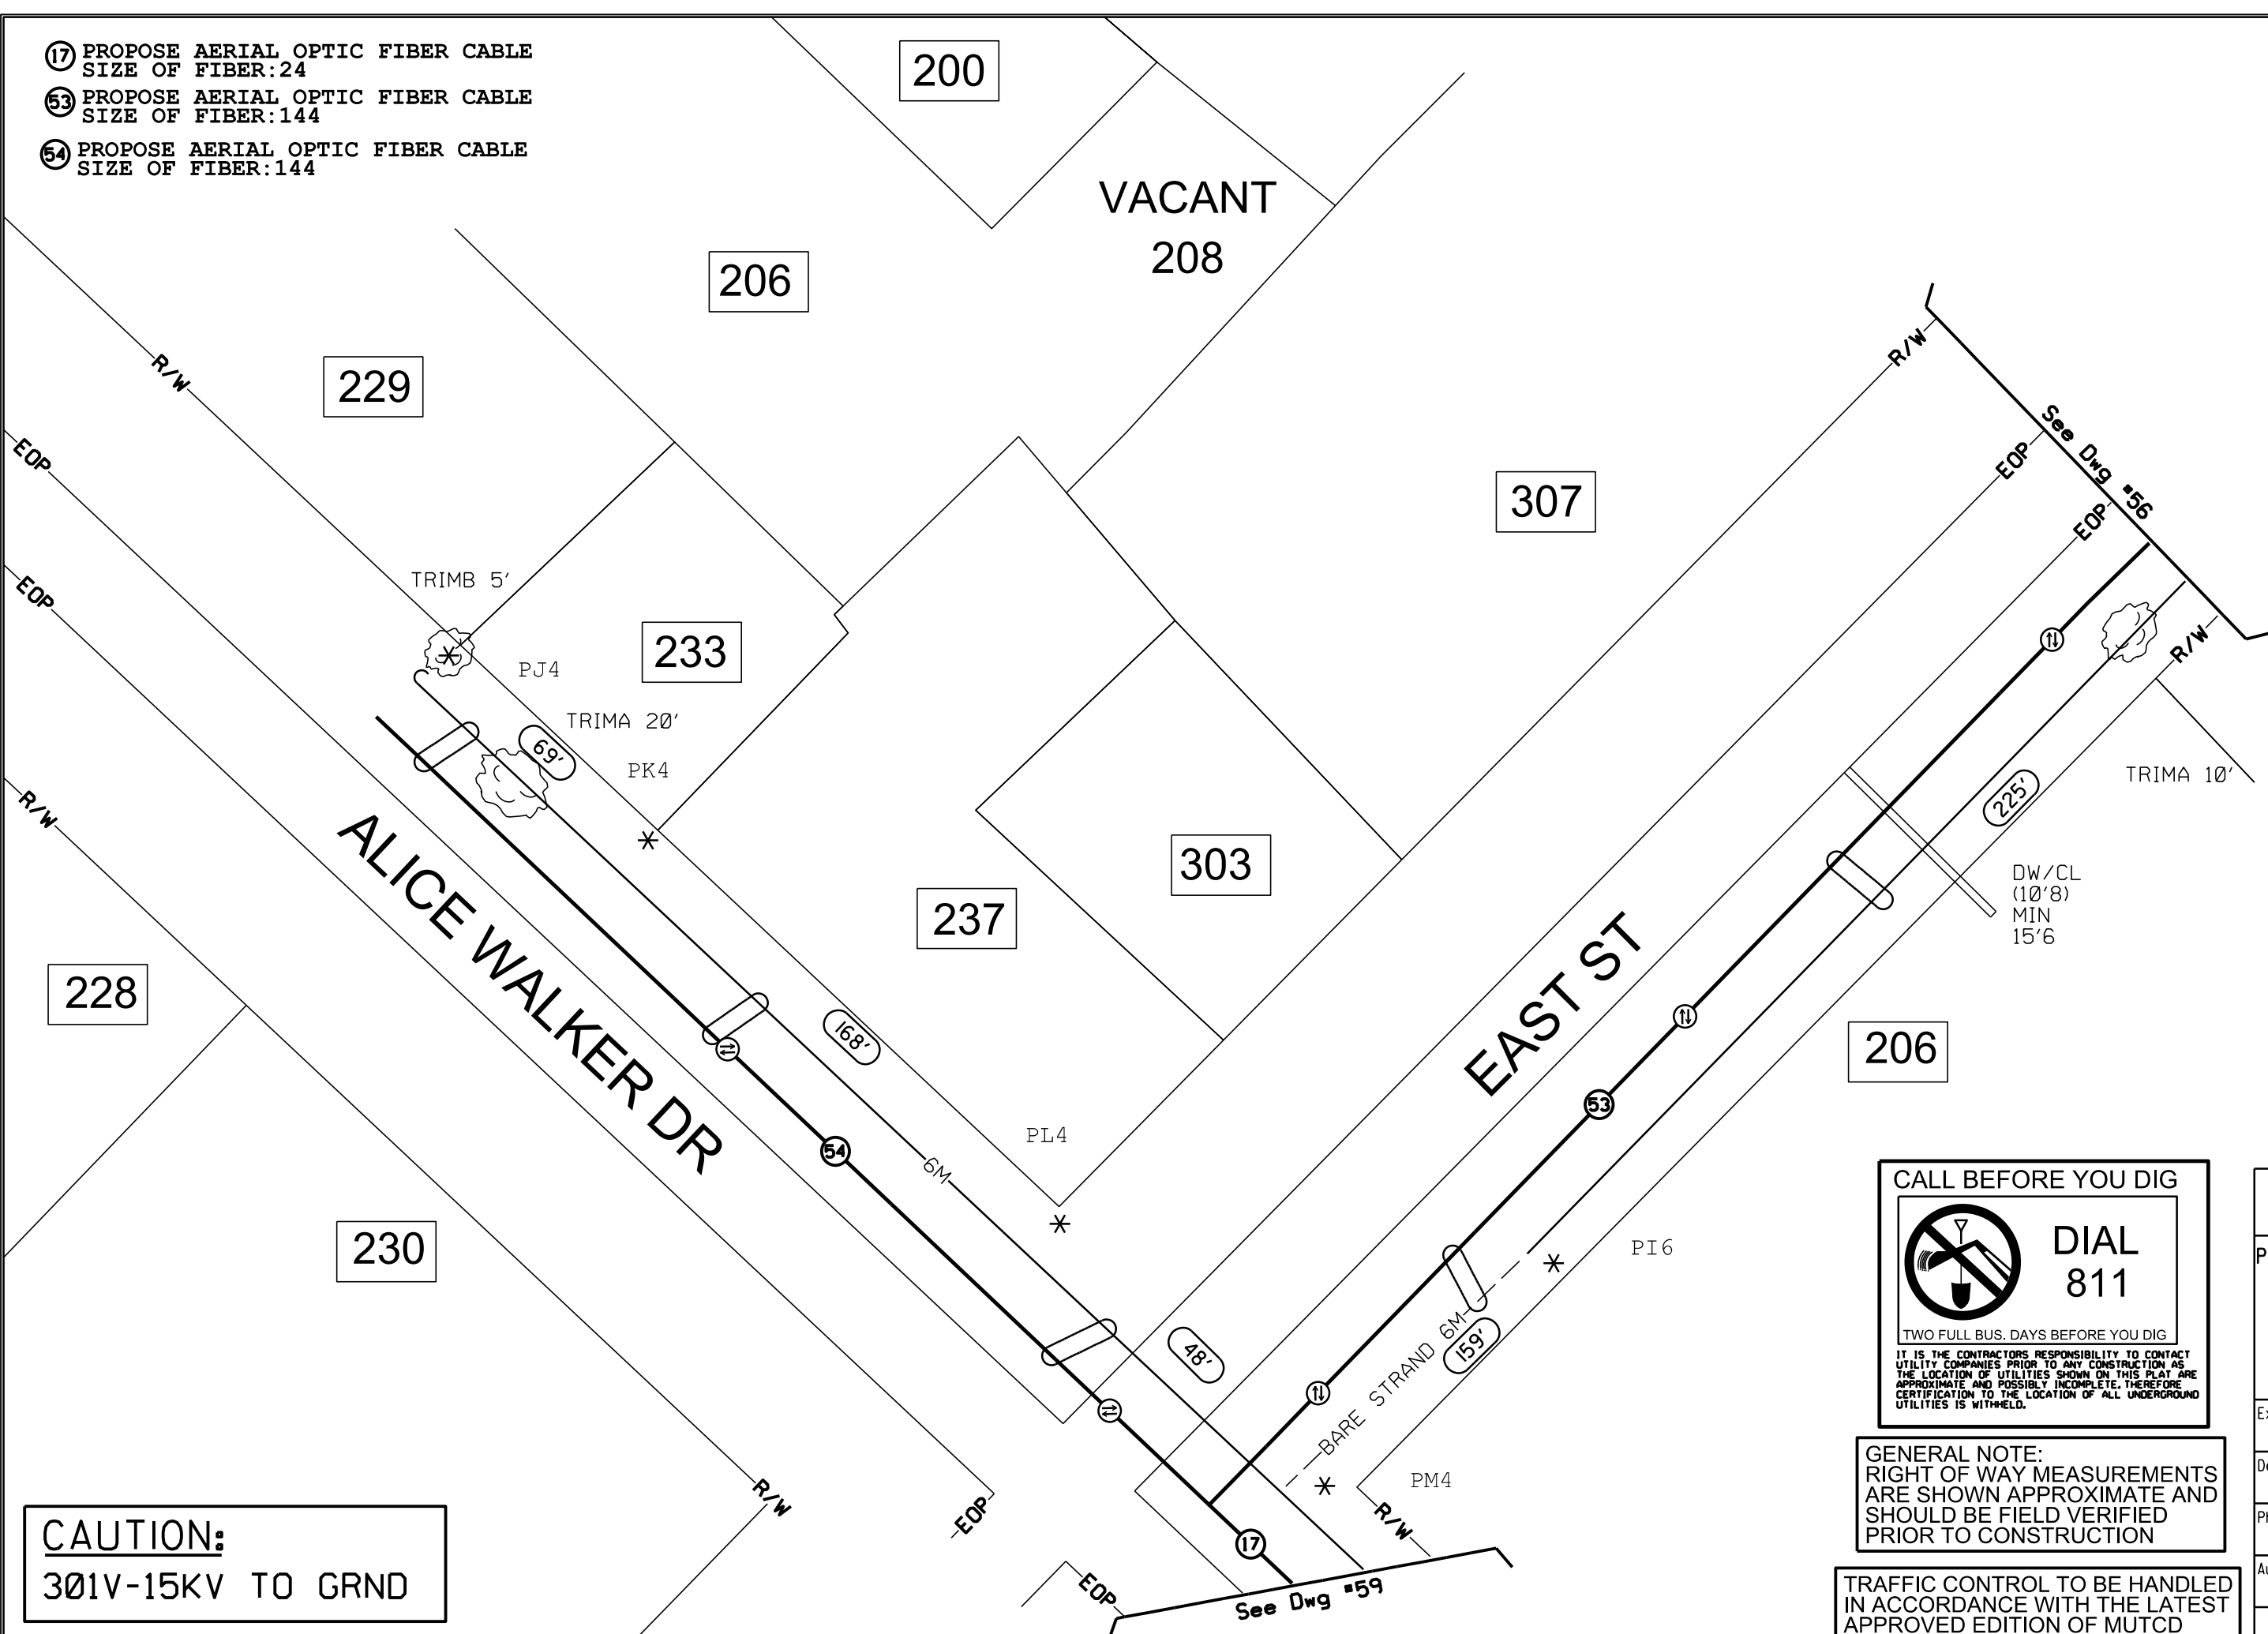 17 PROPOSE AERIAL OPTIC FIBER CABLE
SIZE OF FIBER:24
53 PROPOSE AERIAL OPTIC FIBER CABLE
SIZE OF FIBER:144
54 PROPOSE AERIAL OPTIC FIBER CABLE
SIZE OF FIBER:144
200
VACANT
208
206
229
R/W
EOP
EOP
R/W
TRIMB 5'
PJ4
233
TRIMA 20'
69'
PK4
307
R/W
EOP
EOP
See Dwg #56
R/W
TRIMA 10'
225'
DW/CL
(10'8)
MIN
15'6
303
237
ALICE WALKER DR
EAST ST
228
168'
206
53
54
6M
PL4
PI6
230
48'
159'
BARE STRAND 6M
PM4
R/W
EOP
R/W
17
EOP
See Dwg #59
CAUTION:
301V-15KV TO GRND
CALL BEFORE YOU DIG
DIAL
811
TWO FULL BUS. DAYS BEFORE YOU DIG
IT IS THE CONTRACTORS RESPONSIBILITY TO CONTACT
UTILITY COMPANIES PRIOR TO ANY CONSTRUCTION AS
THE LOCATION OF UTILITIES SHOWN ON THIS PLAT ARE
APPROXIMATE AND POSSIBLY INCOMPLETE. THEREFORE
CERTIFICATION TO THE LOCATION OF ALL UNDERGROUND
UTILITIES IS WITHHELD.
GENERAL NOTE:
RIGHT OF WAY MEASUREMENTS
ARE SHOWN APPROXIMATE AND
SHOULD BE FIELD VERIFIED
PRIOR TO CONSTRUCTION
TRAFFIC CONTROL TO BE HANDLED
IN ACCORDANCE WITH THE LATEST
APPROVED EDITION OF MUTCD